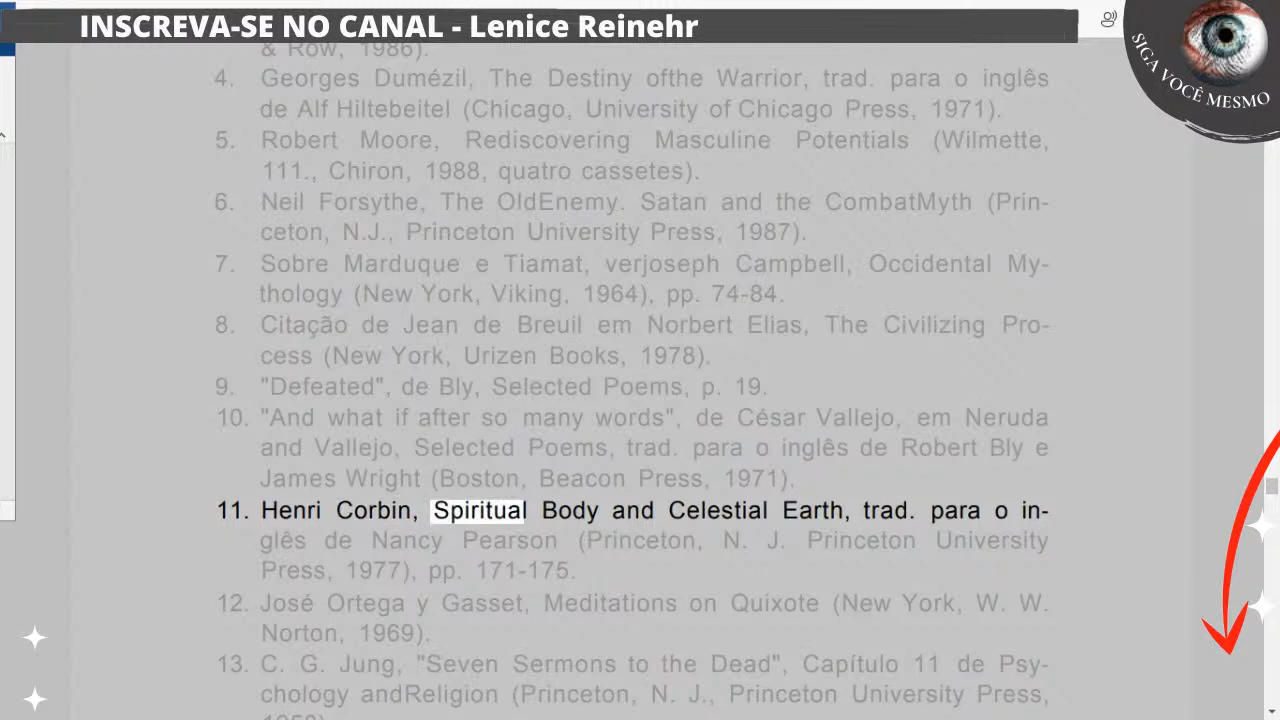 INSCREVA-SE NO CANAL - Lenice Reinehr
SIGA VOCÊ MESMO
& Row, 1986).
4. Georges Dumézil, The Destiny ofthe Warrior, trad. para o inglês
de Alf Hiltebeitel (Chicago, University of Chicago Press, 1971).
5. Robert Moore, Rediscovering Masculine Potentials (Wilmette,
111., Chiron, 1988, quatro cassetes).
6. Neil Forsythe, The OldEnemy. Satan and the CombatMyth (Prin-
ceton, N.J., Princeton University Press, 1987).
7. Sobre Marduque e Tiamat, verjoseph Campbell, Occidental My-
thology (New York, Viking, 1964), pp. 74-84.
8. Citação de Jean de Breuil em Norbert Elias, The Civilizing Pro-
cess (New York, Urizen Books, 1978).
9. "Defeated", de Bly, Selected Poems, p. 19.
10. "And what if after so many words", de César Vallejo, em Neruda
and Vallejo, Selected Poems, trad. para o inglês de Robert Bly e
James Wright (Boston, Beacon Press, 1971).
11. Henri Corbin, Spiritual Body and Celestial Earth, trad. para o in-
glês de Nancy Pearson (Princeton, N. J. Princeton University
Press, 1977), pp. 171-175.
12. José Ortega y Gasset, Meditations on Quixote (New York, W. W.
Norton, 1969).
13. C. G. Jung, "Seven Sermons to the Dead", Capítulo 11 de Psy-
chology andReligion (Princeton, N. J., Princeton University Press,